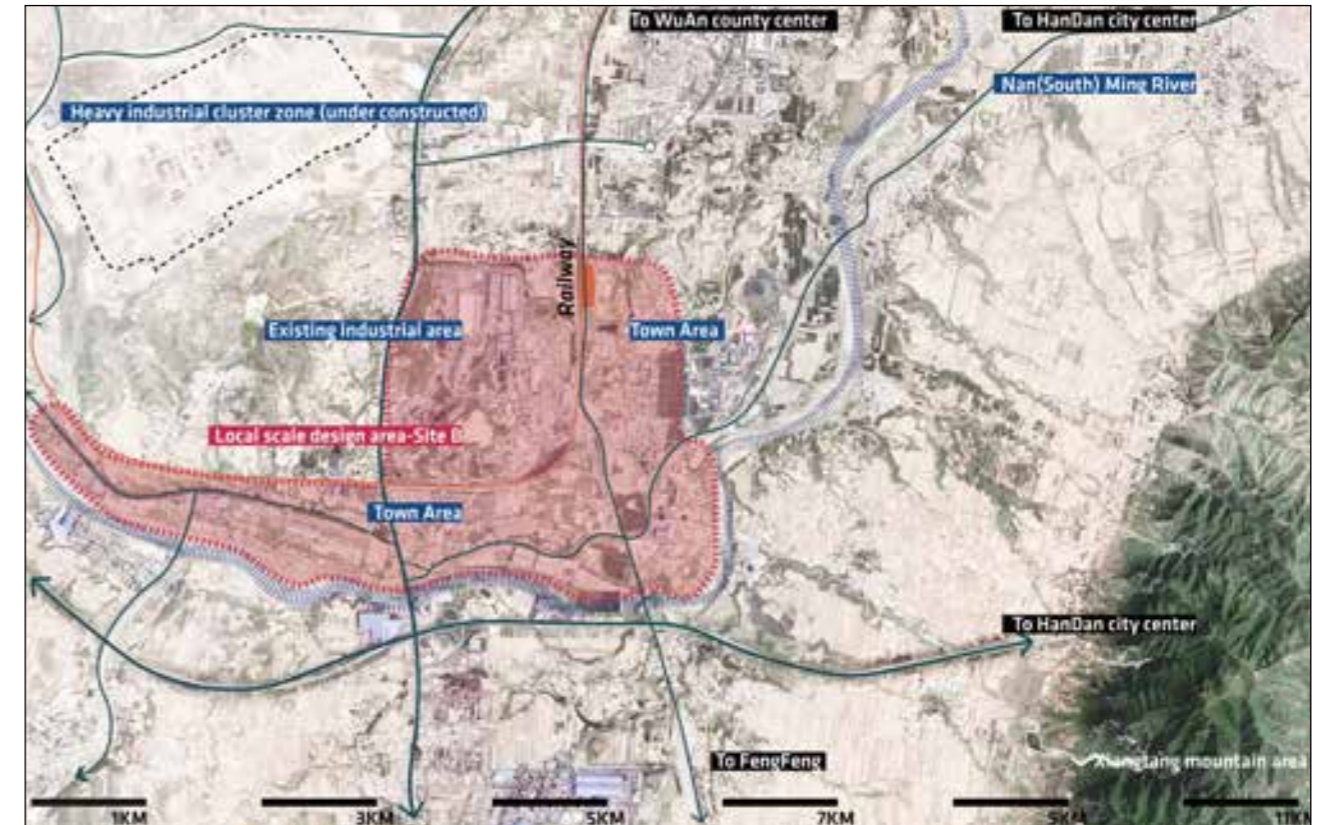 To WuAn county center
To HanDan city center
Nan(South) Ming River
Heavy industrial cluster zone (under constructed)
Railway
Existing industrial area
Town Area
Local scale design area-Site B
Town Area
To HanDan city center
To FengFeng
Xiangtang mountain area
1KM 3KM 5KM 7KM 9KM 11KM